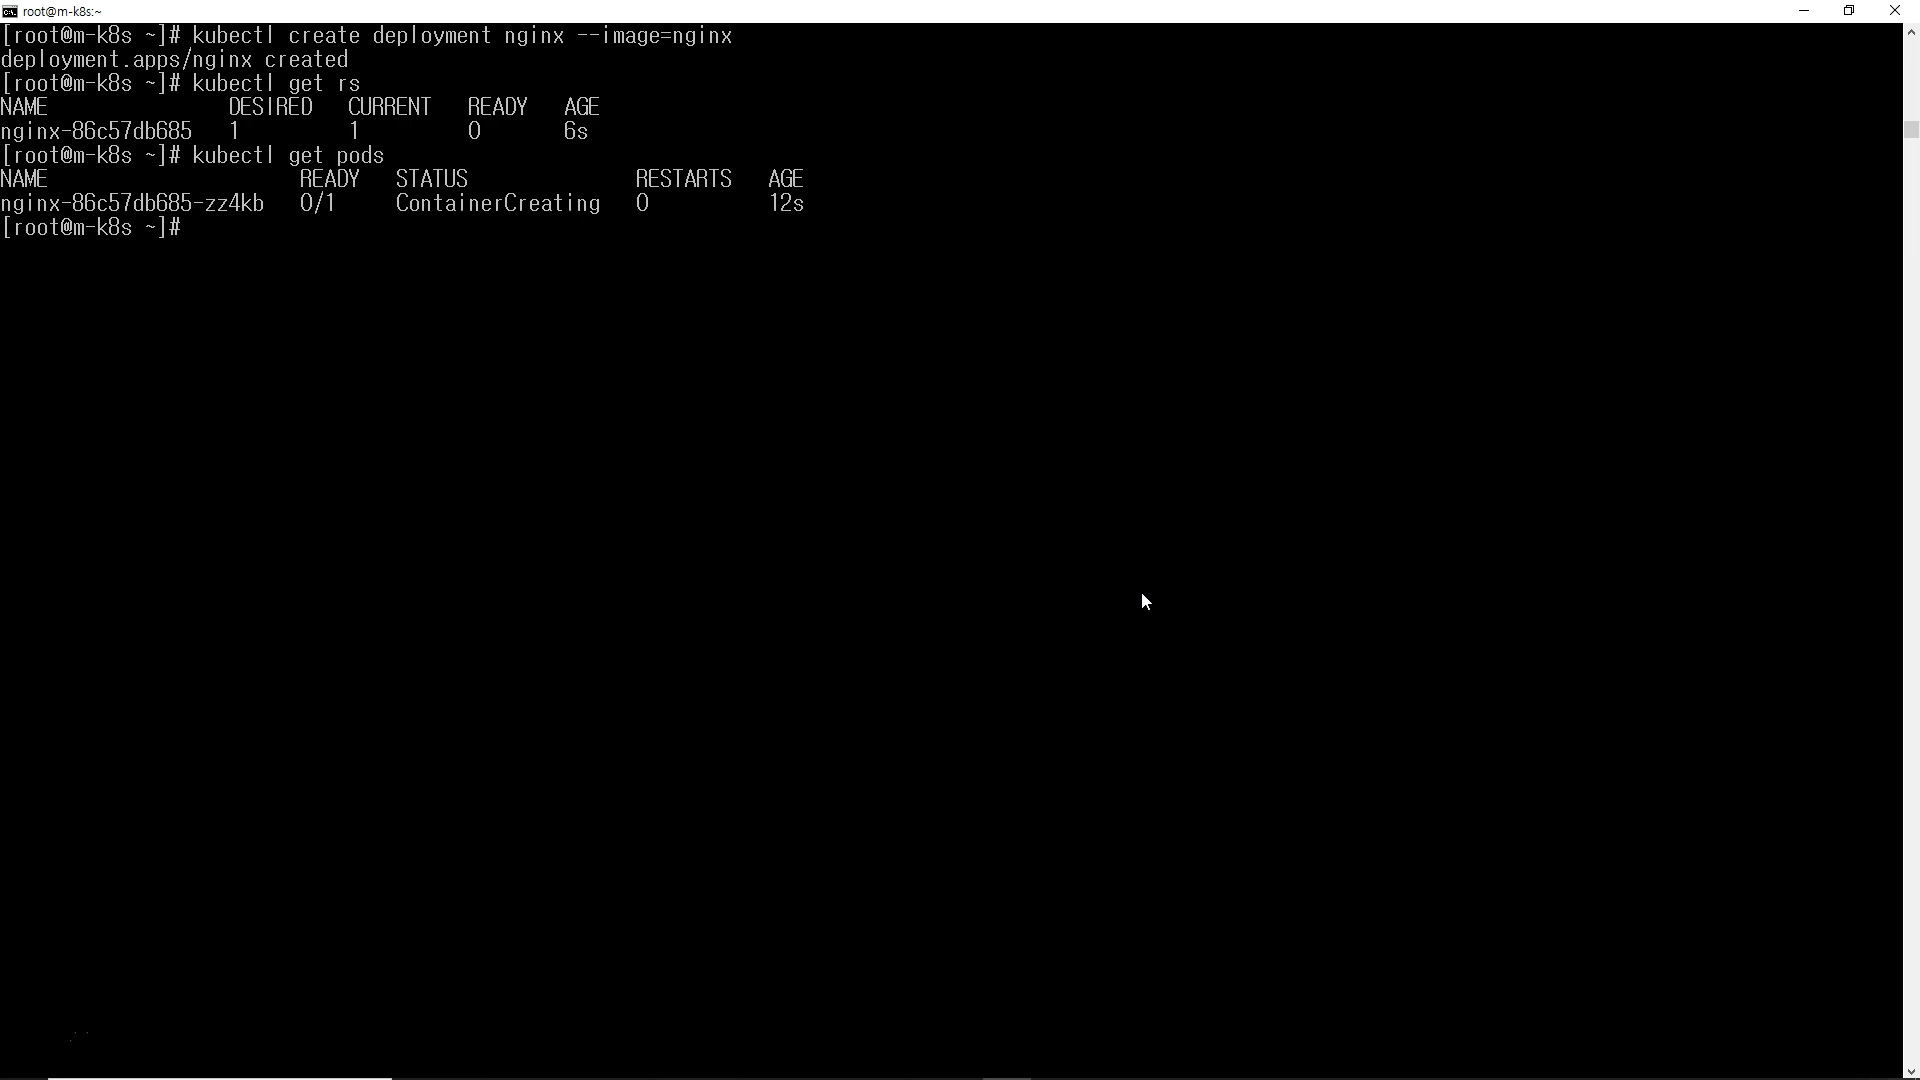 root@m-k8s:~
[root@m-k8s ~]# kubectl create deployment nginx --image=nginx
deployment.apps/nginx created
[root@m-k8s ~]# kubectl get rs
NAME               DESIRED   CURRENT   READY   AGE
nginx-86c57db685   1         1         0       6s
[root@m-k8s ~]# kubectl get pods
NAME                     READY   STATUS              RESTARTS   AGE
nginx-86c57db685-zz4kb   0/1     ContainerCreating   0          12s
[root@m-k8s ~]#